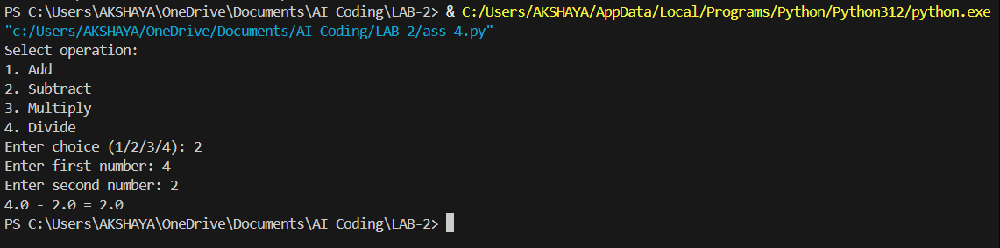 PS C:\Users\AKSHAYA\OneDrive\Documents\AI Coding\LAB-2> & C:/Users/AKSHAYA/AppData/Local/Programs/Python/Python312/python.exe
"c:/Users/AKSHAYA/OneDrive/Documents/AI Coding/LAB-2/ass-4.py"
Select operation:
1. Add
2. Subtract
3. Multiply
4. Divide
Enter choice (1/2/3/4): 2
Enter first number: 4
Enter second number: 2
4.0 - 2.0 = 2.0
PS C:\Users\AKSHAYA\OneDrive\Documents\AI Coding\LAB-2>